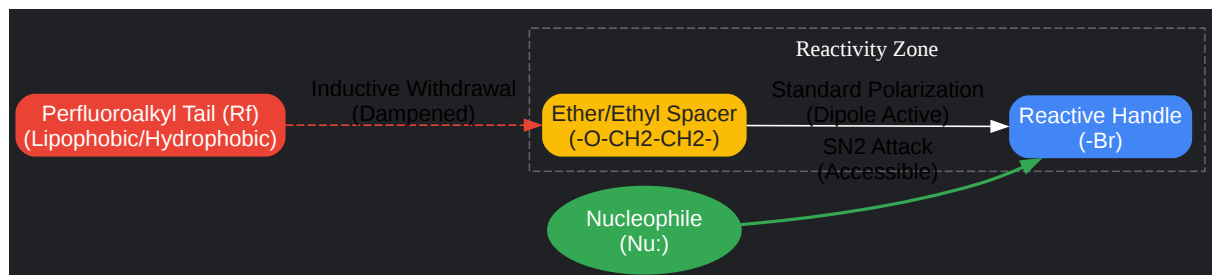 Reactivity Zone
Perfluoroalkyl Tail (Rf)
(Lipophobic/Hydrophobic)
Inductive Withdrawal
(Dampened)
Ether/Ethyl Spacer
(-O-CH2-CH2-)
Standard Polarization
(Dipole Active)
SN2 Attack
(Accessible)
Reactive Handle
(-Br)
Nucleophile
(Nu:)